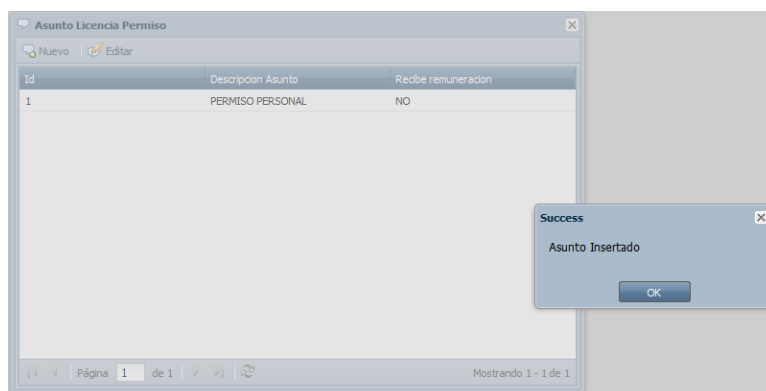 Asunto Licencia Permiso
Nuevo Editar
Id Descripcion Asunto Recibe remuneracion
1 PERMISO PERSONAL NO
Success
Asunto Insertado
OK
Página 1 de 1 Mostrando 1 - 1 de 1